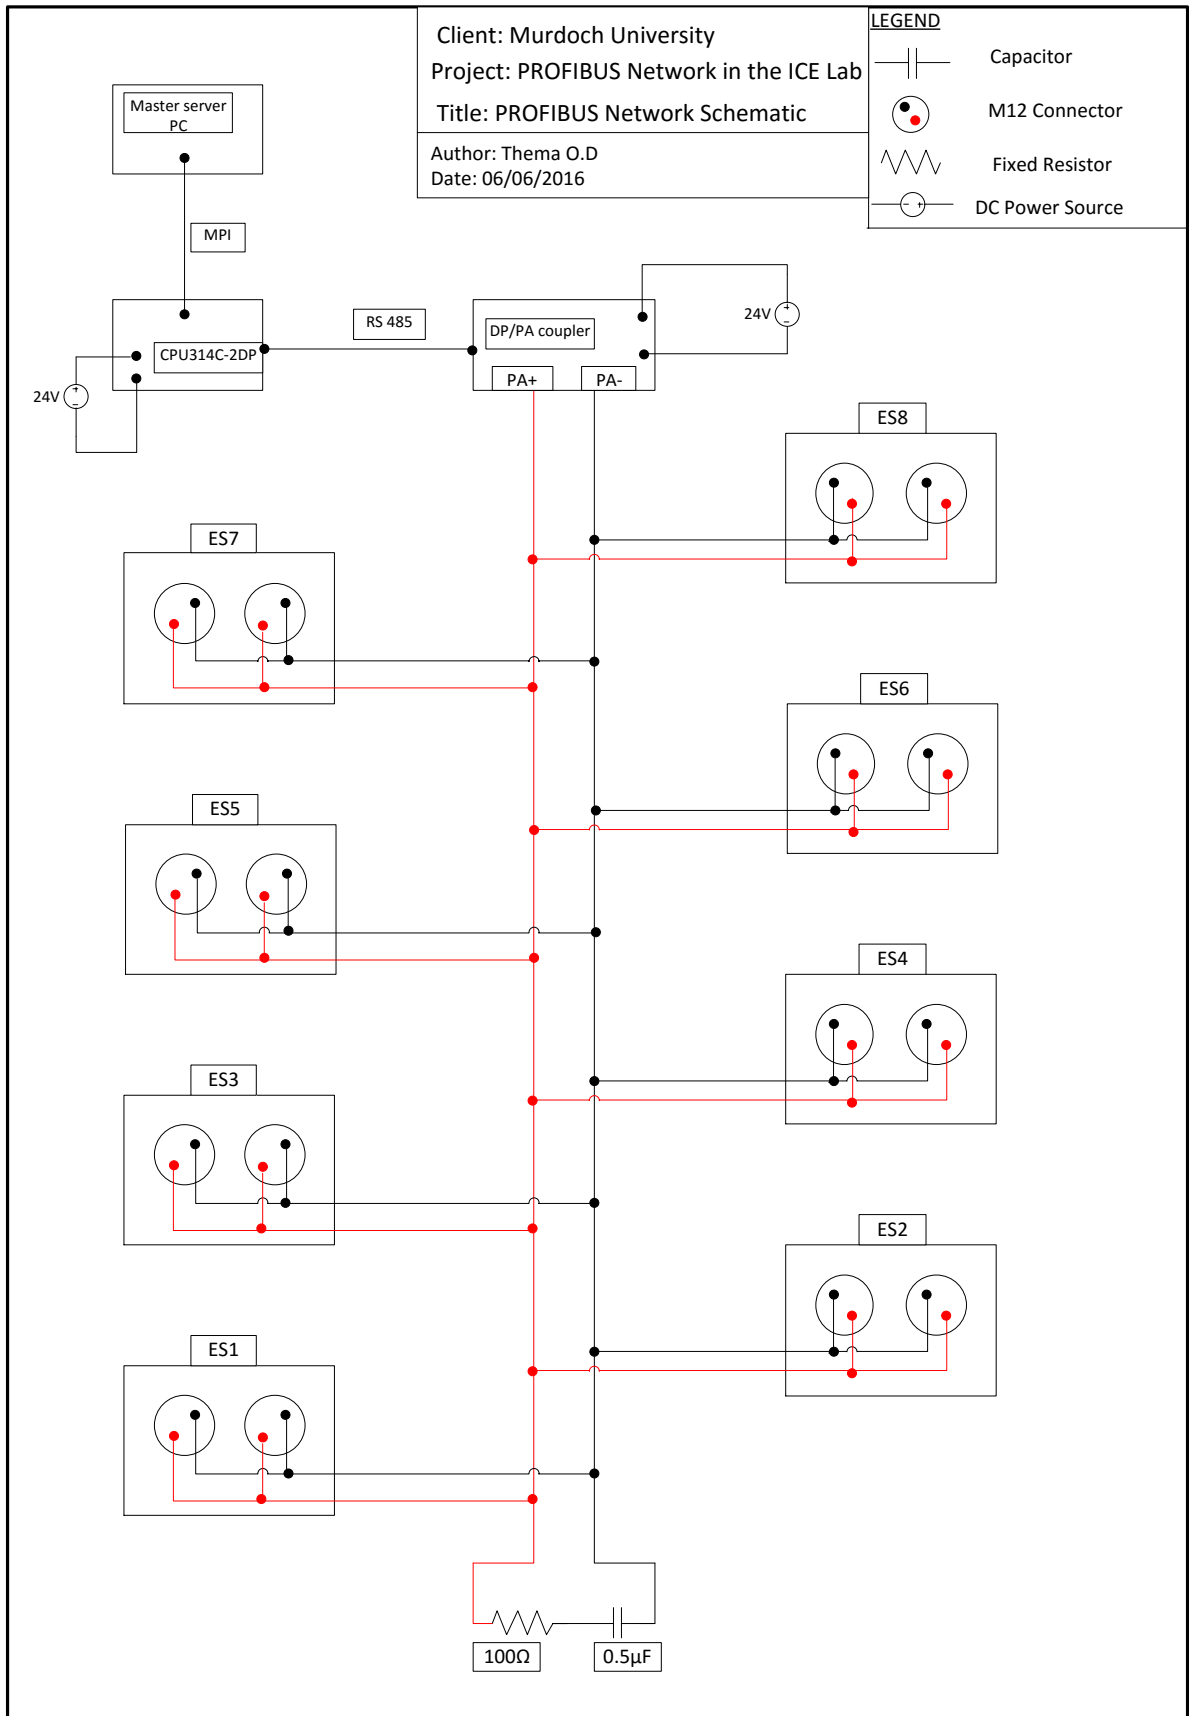 Client: Murdoch University
Project: PROFIBUS Network in the ICE Lab
Title: PROFIBUS Network Schematic
Author: Thema O.D
Date: 06/06/2016
LEGEND
Capacitor
M12 Connector
Fixed Resistor
DC Power Source
Master server
PC
MPI
CPU314C-2DP
24V
RS 485
DP/PA coupler
PA+
PA-
24V
ES8
ES7
ES6
ES5
ES4
ES3
ES2
ES1
100Ω
0.5µF